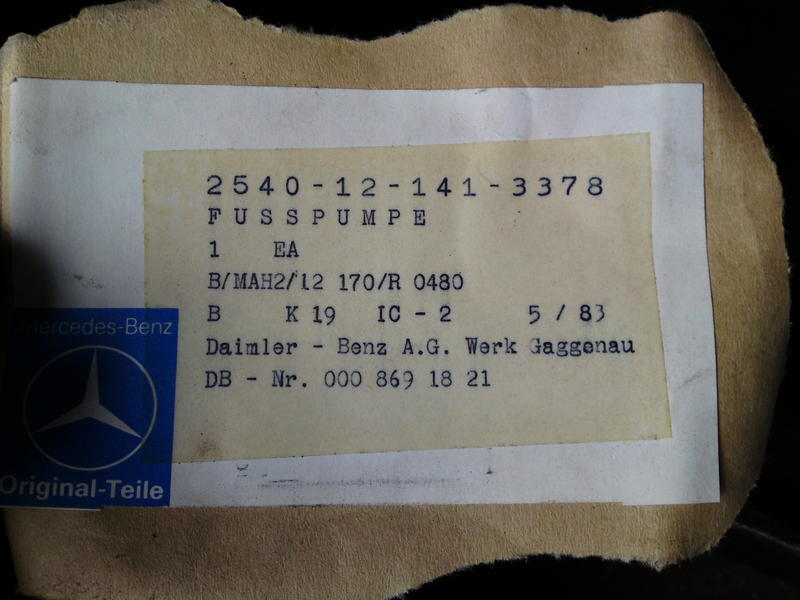 2540-12-141-3378
FUSSPUMPE
1 EA
B/MAH2/12 170/R 0480
B K 19 IC - 2 5 / 83
Daimler - Benz A.G. Werk Gaggenau
DB - Nr. 000 869 18 21
Mercedes-Benz
Original-Teile